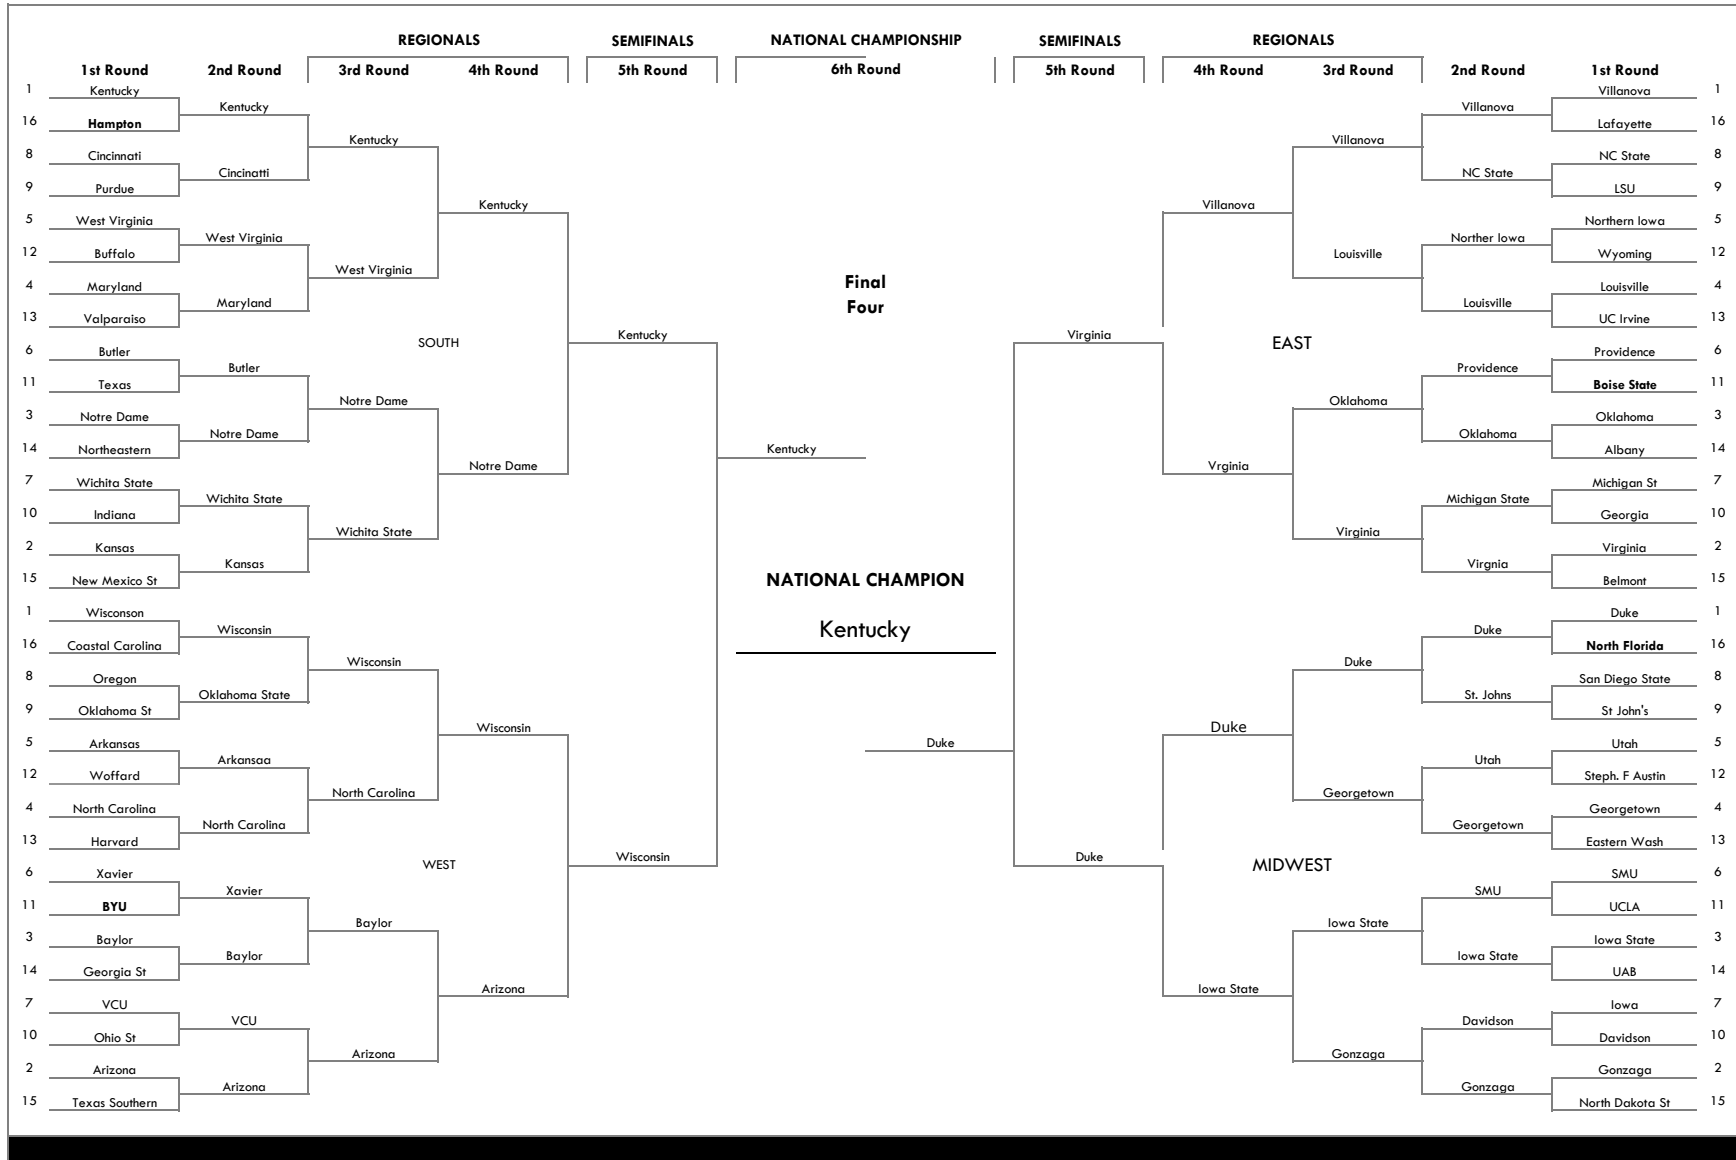 REGIONALS SEMIFINALS NATIONAL CHAMPIONSHIP SEMIFINALS REGIONALS
1st Round 2nd Round 3rd Round 4th Round 5th Round 6th Round 5th Round 4th Round 3rd Round 2nd Round 1st Round
1 Kentucky Villanova 1
Kentucky Villanova
16 Hampton Lafayette 16
Kentucky Villanova
8 Cincinnati NC State 8
Cincinatti NC State
9 Purdue LSU 9
Kentucky Villanova
5 West Virginia Northern Iowa 5
West Virginia Norther Iowa
12 Buffalo Wyoming 12
West Virginia Louisville
4 Maryland Louisville 4
Maryland Louisville
13 Valparaiso UC Irvine 13
Final
Four
Kentucky Virginia
SOUTH EAST
6 Butler Providence 6
Butler Providence
11 Texas Boise State 11
Notre Dame Oklahoma
3 Notre Dame Oklahoma 3
Notre Dame Oklahoma
14 Northeastern Albany 14
Kentucky
Notre Dame Vrginia
7 Wichita State Michigan St 7
Wichita State Michigan State
10 Indiana Georgia 10
Wichita State Virginia
2 Kansas Virginia 2
Kansas Virgnia
15 New Mexico St Belmont 15
NATIONAL CHAMPION
Kentucky
1 Wisconson Duke 1
Wisconsin Duke
16 Coastal Carolina North Florida 16
Wisconsin Duke
8 Oregon San Diego State 8
Oklahoma State St. Johns
9 Oklahoma St St John's 9
Wisconsin Duke
5 Arkansas Utah 5
Duke
Arkansaa Utah
12 Woffard Steph. F Austin 12
North Carolina Georgetown
4 North Carolina Georgetown 4
North Carolina Georgetown
13 Harvard Eastern Wash 13
Wisconsin Duke
WEST MIDWEST
6 Xavier SMU 6
Xavier SMU
11 BYU UCLA 11
Baylor Iowa State
3 Baylor Iowa State 3
Baylor Iowa State
14 Georgia St UAB 14
Arizona Iowa State
7 VCU Iowa 7
VCU Davidson
10 Ohio St Davidson 10
Arizona Gonzaga
2 Arizona Gonzaga 2
Arizona Gonzaga
15 Texas Southern North Dakota St 15